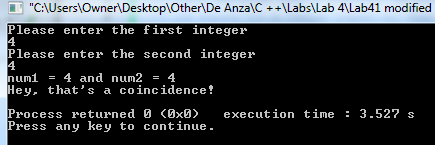 "C:\Users\Owner\Desktop\Other\De Anza\C ++\Labs\Lab 4\Lab41 modified
Please enter the first integer
4
Please enter the second integer
4
num1 = 4 and num2 = 4
Hey, that's a coincidence!
Process returned 0 (0x0)   execution time : 3.527 s
Press any key to continue.